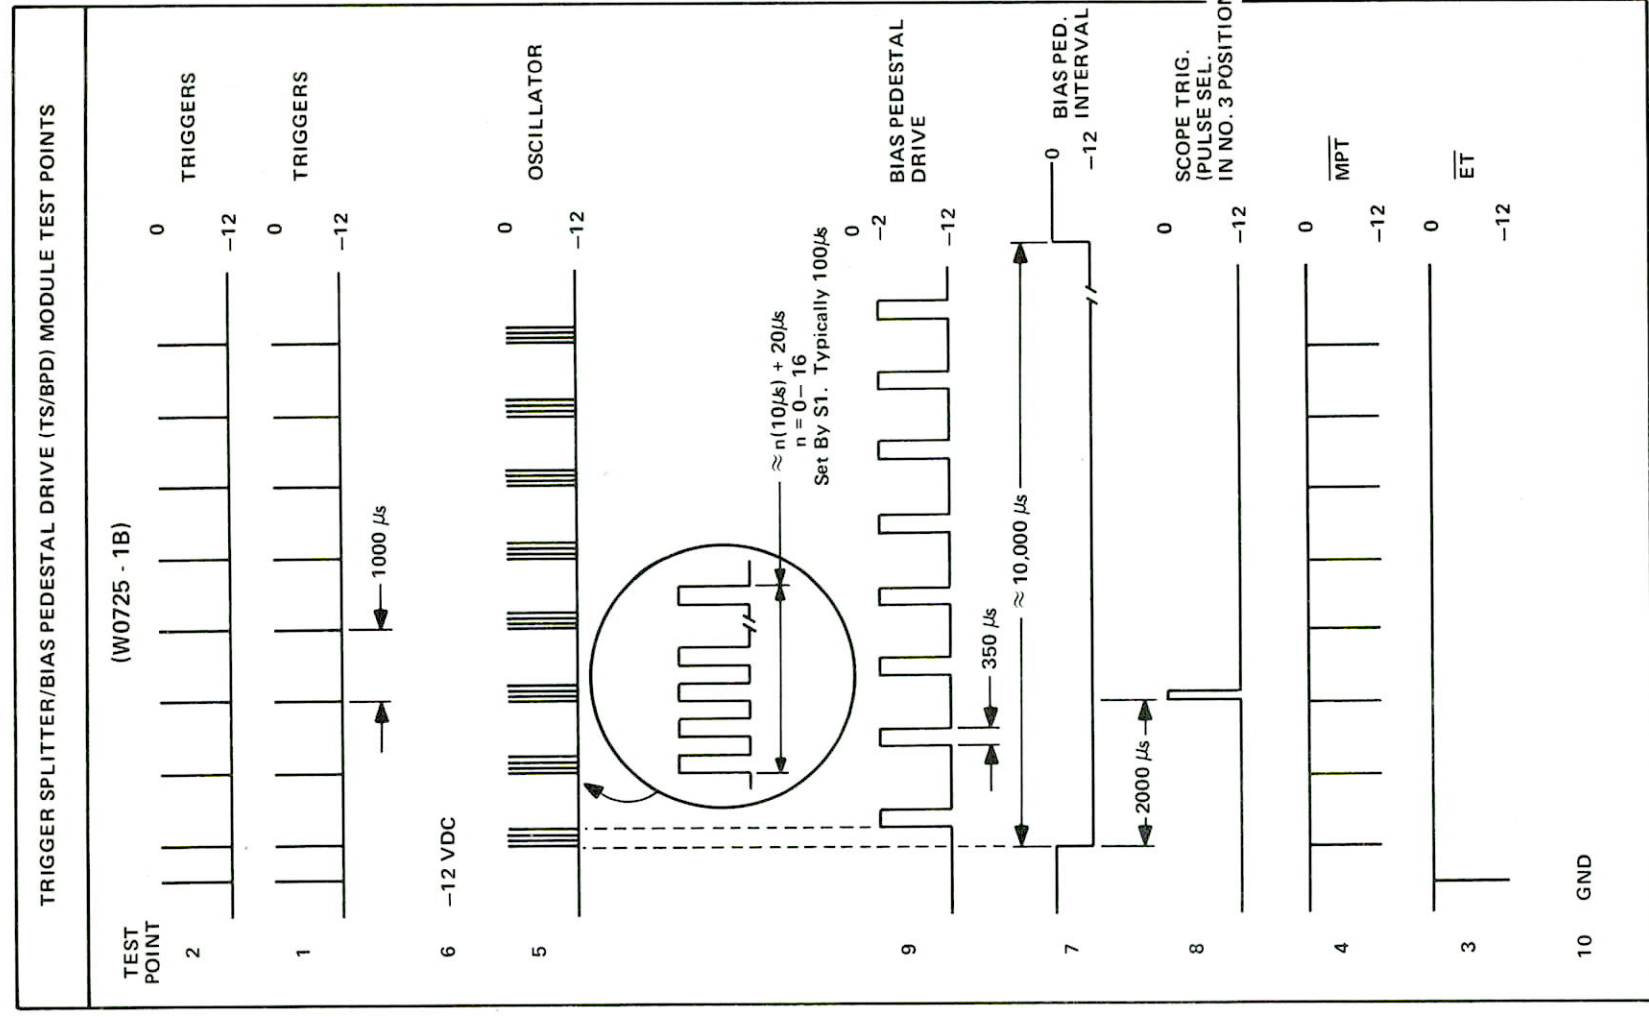 TRIGGER SPLITTER/BIAS PEDESTAL DRIVE (TS/BPD) MODULE TEST POINTS
(W0725 - 1B)
TEST
POINT
2
0
-12
TRIGGERS
1
0
-12
TRIGGERS
1000 µs
6
-12 VDC
5
0
-12
OSCILLATOR
≈ n(10µs) + 20µs
n = 0- 16
Set By S1. Typically 100µs
9
0
-2
-12
BIAS PEDESTAL
DRIVE
350 µs
≈ 10,000 µs
7
0
-12
BIAS PED.
INTERVAL
2000 µs
8
0
-12
SCOPE TRIG.
(PULSE SEL.
IN NO. 3 POSITION
4
0
-12
MPT
3
0
-12
ET
10 GND